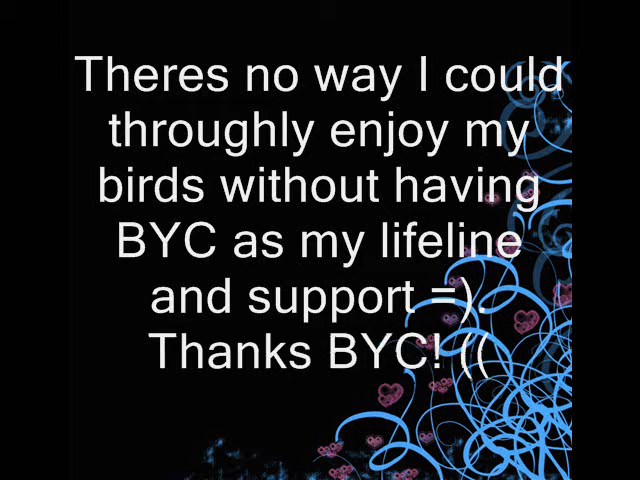 Theres no way I could
throughly enjoy my
birds without having
BYC as my lifeline
and support =).
Thanks BYC! ((